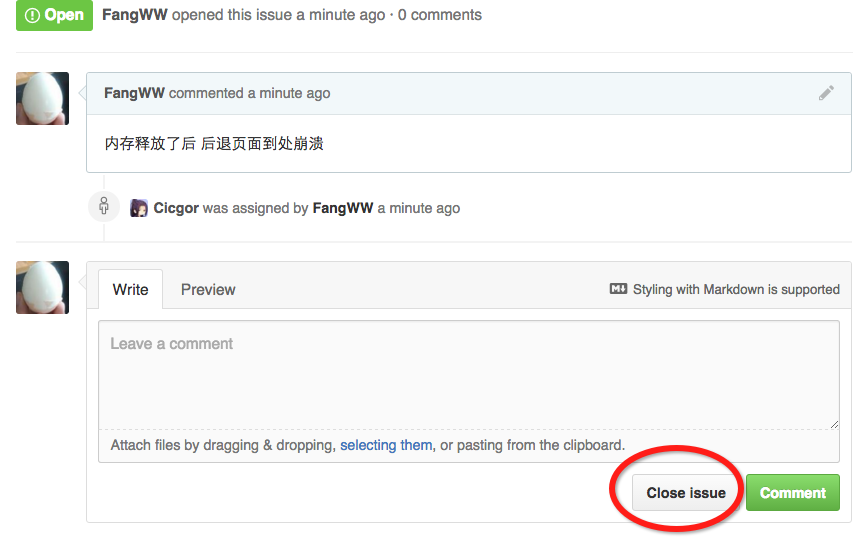 Open FangWW opened this issue a minute ago · 0 comments
FangWW commented a minute ago
内存释放了后 后退页面到处崩溃
Cicgor was assigned by FangWW a minute ago
Write Preview Styling with Markdown is supported
Leave a comment
Attach files by dragging & dropping, selecting them, or pasting from the clipboard.
Close issue Comment